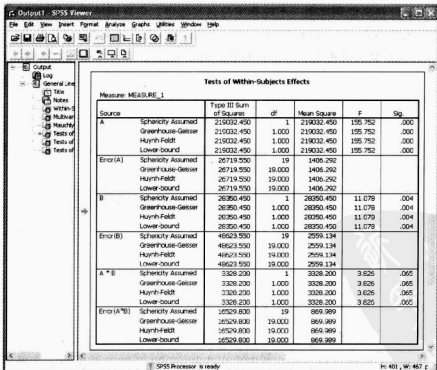 Output1 - SPSS Viewer
File Edit View Insert Format Analyze Graphs Utilities Window Help
Output
Log
General Line
Title
Notes
Within-S
Multivar
Mauchly
Tests of
Tests of
Tests of
Tests of Within-Subjects Effects
Measure: MEASURE_1
Source Type III Sum of Squares df Mean Square F Sig.
A Sphericity Assumed 219032.450 1 219032.450 155.752 .000
Greenhouse-Geisser 219032.450 1.000 219032.450 155.752 .000
Huynh-Feldt 219032.450 1.000 219032.450 155.752 .000
Lower-bound 219032.450 1.000 219032.450 155.752 .000
Error(A) Sphericity Assumed 26719.550 19 1406.292
Greenhouse-Geisser 26719.550 19.000 1406.292
Huynh-Feldt 26719.550 19.000 1406.292
Lower-bound 26719.550 19.000 1406.292
B Sphericity Assumed 28350.450 1 28350.450 11.078 .004
Greenhouse-Geisser 28350.450 1.000 28350.450 11.078 .004
Huynh-Feldt 28350.450 1.000 28350.450 11.078 .004
Lower-bound 28350.450 1.000 28350.450 11.078 .004
Error(B) Sphericity Assumed 48623.550 19 2559.134
Greenhouse-Geisser 48623.550 19.000 2559.134
Huynh-Feldt 48623.550 19.000 2559.134
Lower-bound 48623.550 19.000 2559.134
A * B Sphericity Assumed 3328.200 1 3328.200 3.826 .065
Greenhouse-Geisser 3328.200 1.000 3328.200 3.826 .065
Huynh-Feldt 3328.200 1.000 3328.200 3.826 .065
Lower-bound 3328.200 1.000 3328.200 3.826 .065
Error(A*B) Sphericity Assumed 16529.800 19 869.989
Greenhouse-Geisser 16529.800 19.000 869.989
Huynh-Feldt 16529.800 19.000 869.989
Lower-bound 16529.800 19.000 869.989
SPSS Processor is ready
H: 401 , W: 467 p